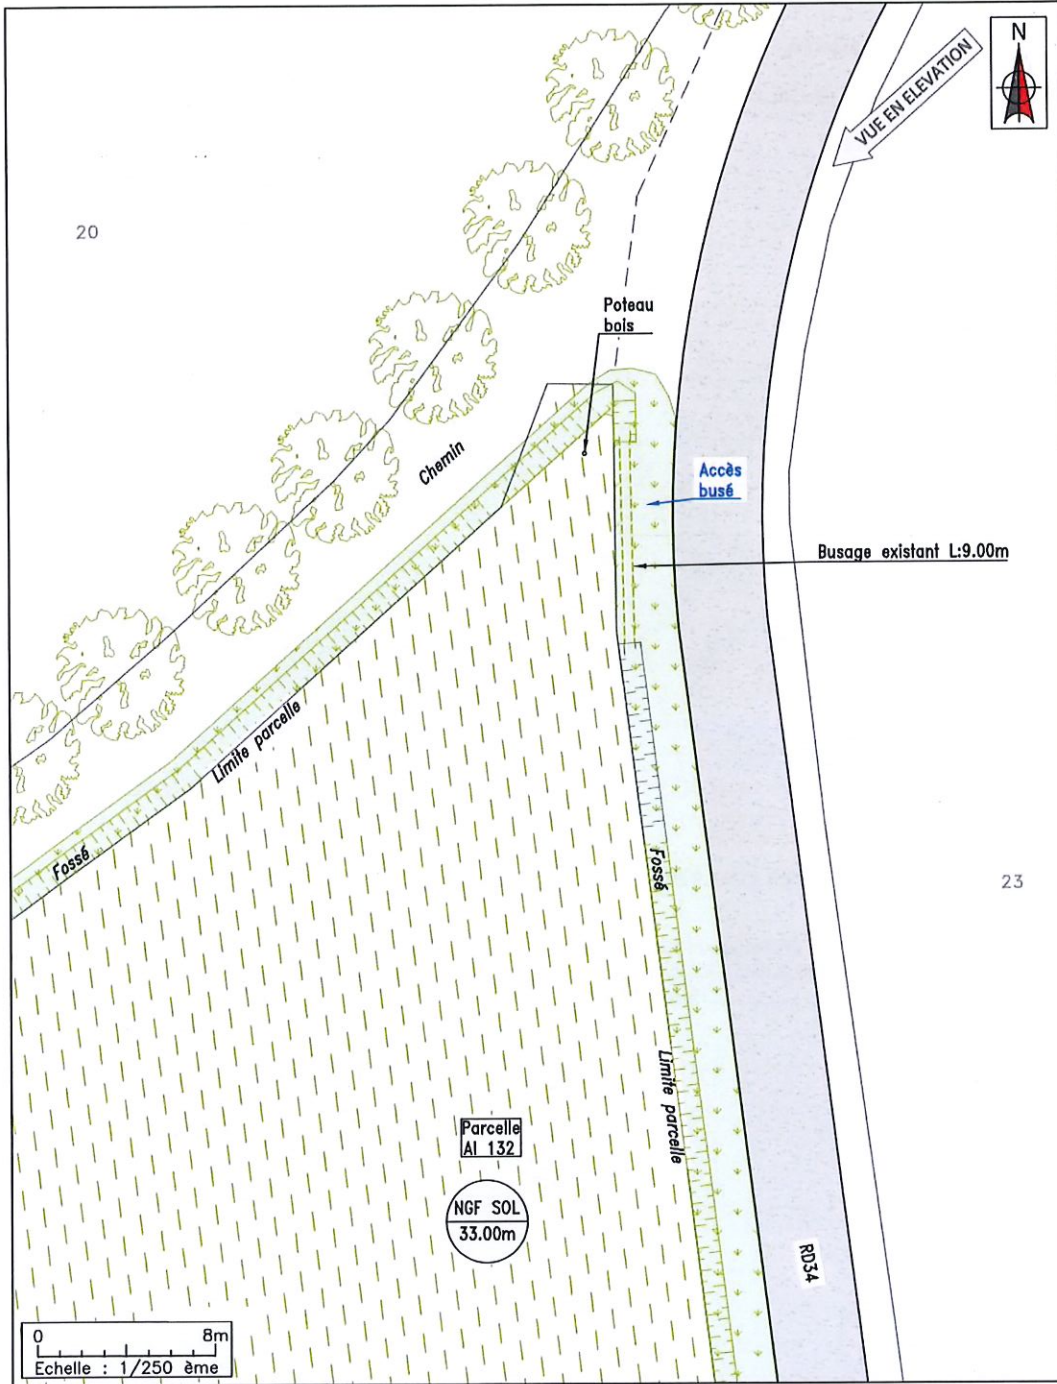 N
VUE EN ELEVATION
20
Poteau
bois
Chemin
Accès
busé
Busage existant L:9.00m
Limite parcelle
Fossé
Fossé
23
Limite parcelle
Parcelle
AI 132
NGF SOL
33.00m
RD34
0 8m
Echelle : 1/250 ème